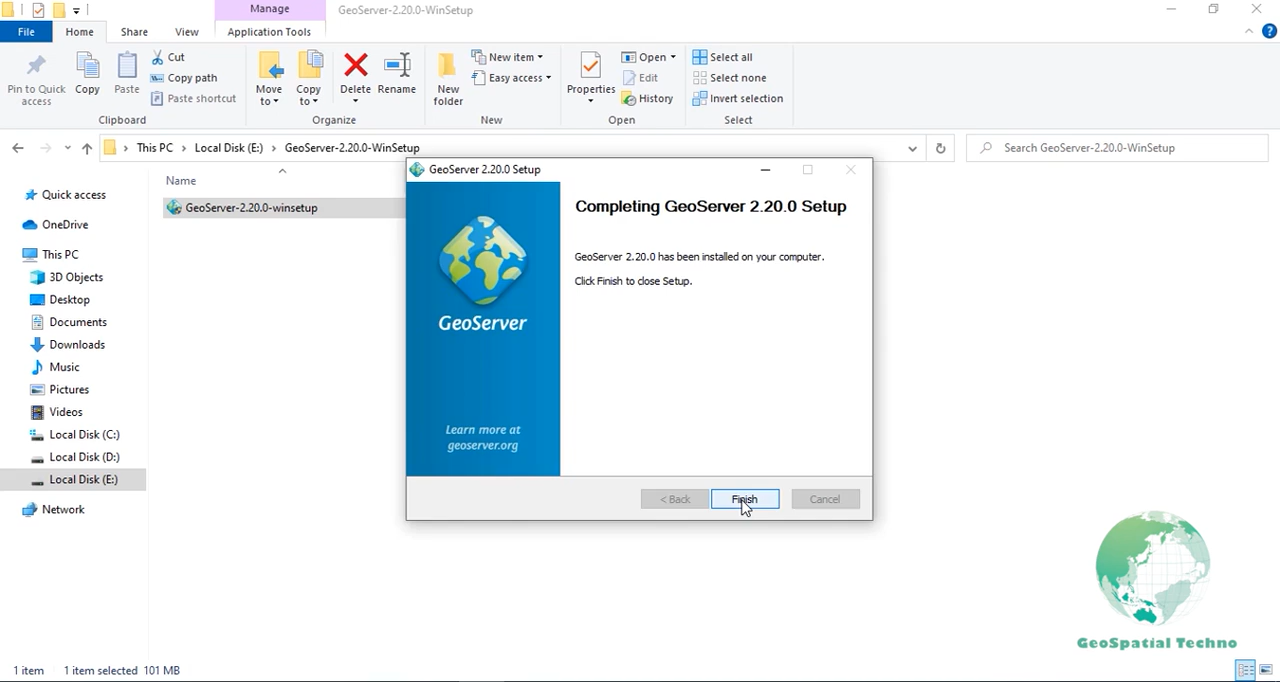 Manage
GeoServer-2.20.0-WinSetup
File
Home
Share
View
Application Tools
Pin to Quick access
Copy
Paste
Cut
Copy path
Paste shortcut
Clipboard
Move to
Copy to
Delete
Rename
Organize
New folder
New item
Easy access
New
Properties
Open
Edit
History
Open
Select all
Select none
Invert selection
Select
This PC > Local Disk (E:) > GeoServer-2.20.0-WinSetup
Search GeoServer-2.20.0-WinSetup
Quick access
OneDrive
This PC
3D Objects
Desktop
Documents
Downloads
Music
Pictures
Videos
Local Disk (C:)
Local Disk (D:)
Local Disk (E:)
Network
Name
GeoServer-2.20.0-winsetup
GeoServer 2.20.0 Setup
GeoServer
Learn more at
geoserver.org
Completing GeoServer 2.20.0 Setup
GeoServer 2.20.0 has been installed on your computer.
Click Finish to close Setup.
< Back
Finish
Cancel
GeoSpatial Techno
1 item
1 item selected 101 MB